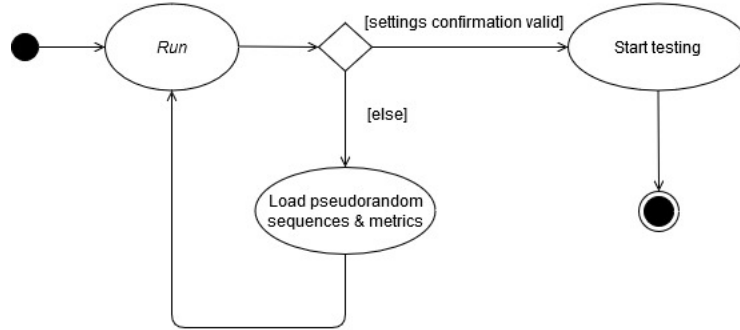 [settings confirmation valid]
Run
Start testing
[else]
Load pseudorandom
sequences & metrics